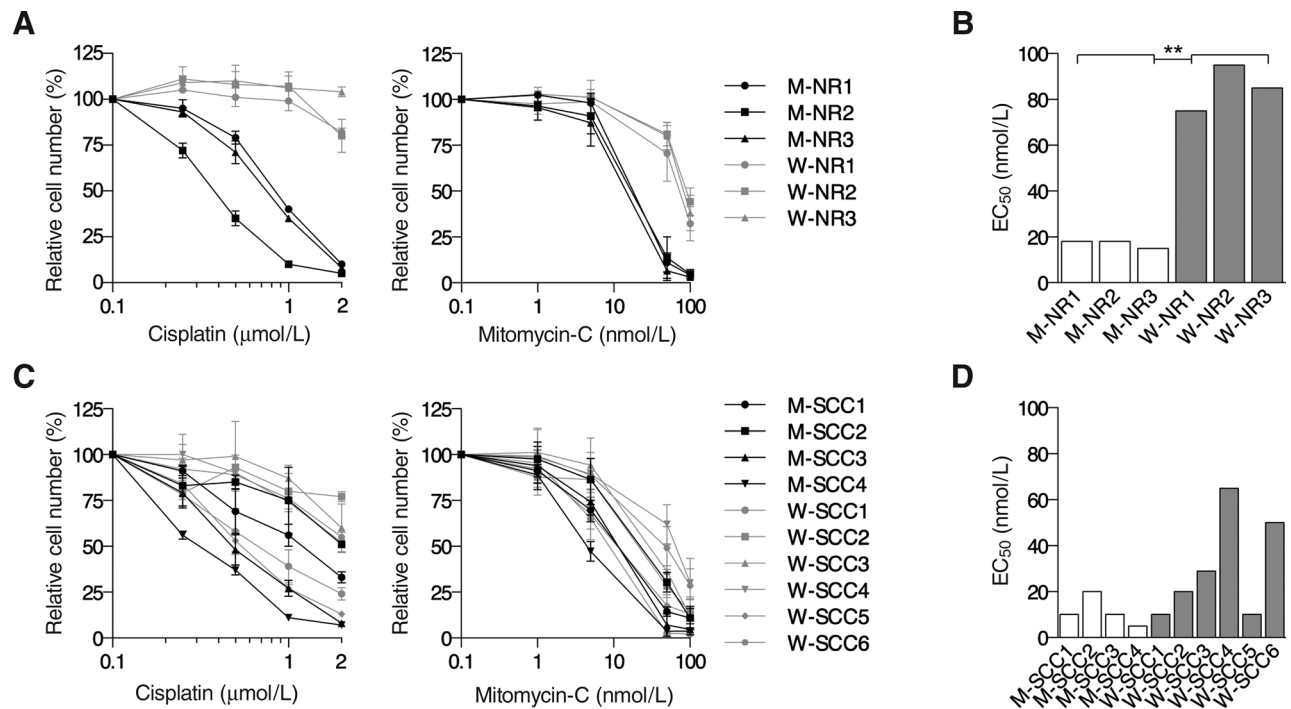 A
125
100
75
50
25
0
Relative cell number (%)
0.1
1
2
Cisplatin (μmol/L)
125
100
75
50
25
0
Relative cell number (%)
0.1
1
10
100
Mitomycin-C (nmol/L)
M-NR1
M-NR2
M-NR3
W-NR1
W-NR2
W-NR3
B
100
80
60
40
20
0
EC50 (nmol/L)
**
M-NR1
M-NR2
M-NR3
W-NR1
W-NR2
W-NR3
C
125
100
75
50
25
0
Relative cell number (%)
0.1
1
2
Cisplatin (μmol/L)
125
100
75
50
25
0
Relative cell number (%)
0.1
1
10
100
Mitomycin-C (nmol/L)
M-SCC1
M-SCC2
M-SCC3
M-SCC4
W-SCC1
W-SCC2
W-SCC3
W-SCC4
W-SCC5
W-SCC6
D
100
80
60
40
20
0
EC50 (nmol/L)
M-SCC1
M-SCC2
M-SCC3
M-SCC4
W-SCC1
W-SCC2
W-SCC3
W-SCC4
W-SCC5
W-SCC6